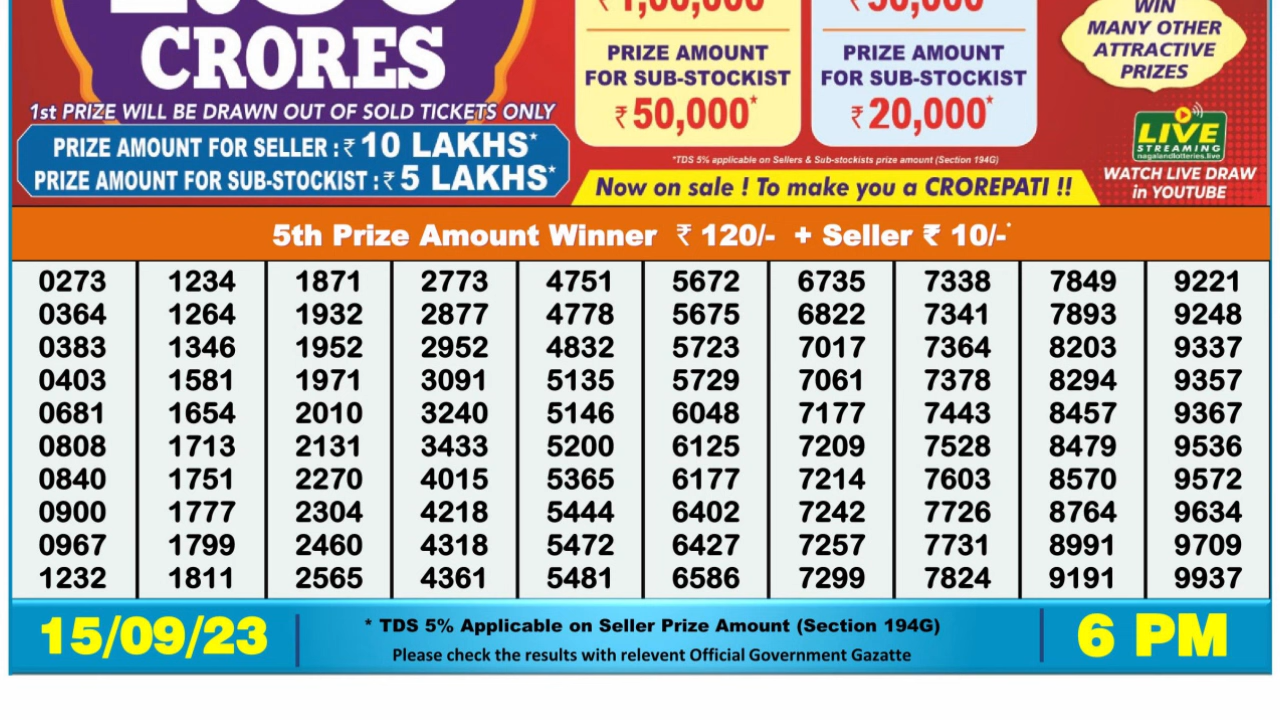 CRORES
1st PRIZE WILL BE DRAWN OUT OF SOLD TICKETS ONLY
PRIZE AMOUNT FOR SELLER : ₹ 10 LAKHS*
PRIZE AMOUNT FOR SUB-STOCKIST : ₹ 5 LAKHS*
PRIZE AMOUNT
FOR SUB-STOCKIST
₹ 50,000*
PRIZE AMOUNT
FOR SUB-STOCKIST
₹ 20,000*
*TDS 5% applicable on Sellers & Sub-stockists prize amount (Section 194G)
Now on sale ! To make you a CROREPATI !!
WIN
MANY OTHER
ATTRACTIVE
PRIZES
LIVE
STREAMING
nagalandlotteries.live
WATCH LIVE DRAW
in YOUTUBE
5th Prize Amount Winner ₹ 120/- + Seller ₹ 10/-*
0273 1234 1871 2773 4751 5672 6735 7338 7849 9221
0364 1264 1932 2877 4778 5675 6822 7341 7893 9248
0383 1346 1952 2952 4832 5723 7017 7364 8203 9337
0403 1581 1971 3091 5135 5729 7061 7378 8294 9357
0681 1654 2010 3240 5146 6048 7177 7443 8457 9367
0808 1713 2131 3433 5200 6125 7209 7528 8479 9536
0840 1751 2270 4015 5365 6177 7214 7603 8570 9572
0900 1777 2304 4218 5444 6402 7242 7726 8764 9634
0967 1799 2460 4318 5472 6427 7257 7731 8991 9709
1232 1811 2565 4361 5481 6586 7299 7824 9191 9937
15/09/23
* TDS 5% Applicable on Seller Prize Amount (Section 194G)
Please check the results with relevent Official Government Gazatte
6 PM